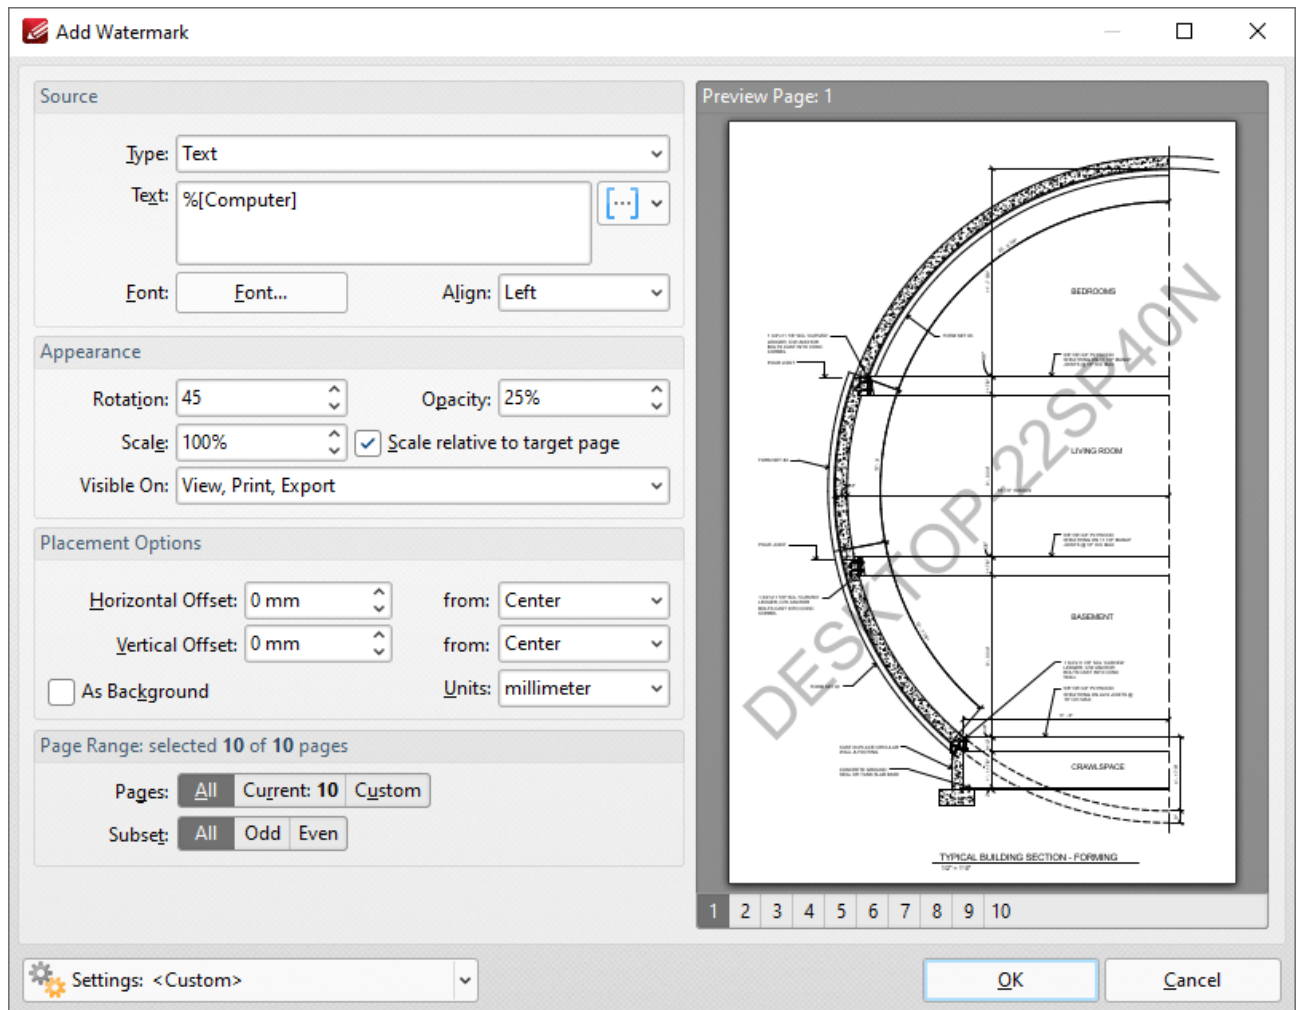 Add Watermark
Source
Type: Text
Text: %[Computer]
Font: Font... Align: Left
Appearance
Rotation: 45 Opacity: 25%
Scale: 100% Scale relative to target page
Visible On: View, Print, Export
Placement Options
Horizontal Offset: 0 mm from: Center
Vertical Offset: 0 mm from: Center
As Background Units: millimeter
Page Range: selected 10 of 10 pages
Pages: All Current: 10 Custom
Subset: All Odd Even
Preview Page: 1
BEDROOMS
LIVING ROOM
BASEMENT
CRAWLSPACE
DESKTOP-22SP40N
TYPICAL BUILDING SECTION - FORMING
1 2 3 4 5 6 7 8 9 10
Settings: <Custom>
OK Cancel